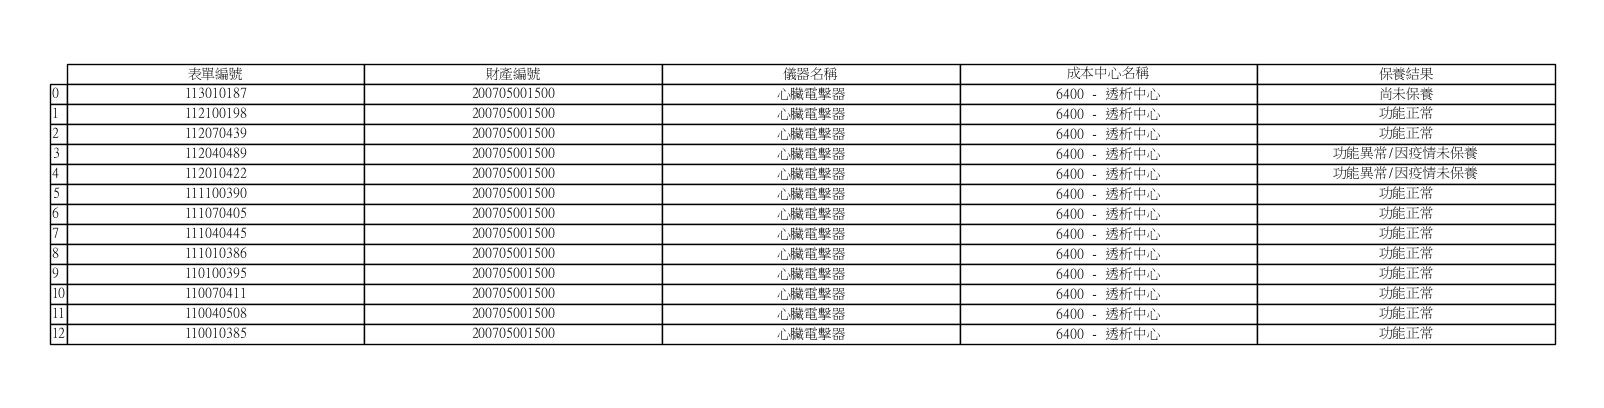 表單編號 財產編號 儀器名稱 成本中心名稱 保養結果
0 113010187 200705001500 心臟電擊器 6400 - 透析中心 尚未保養
1 112100198 200705001500 心臟電擊器 6400 - 透析中心 功能正常
2 112070439 200705001500 心臟電擊器 6400 - 透析中心 功能正常
3 112040489 200705001500 心臟電擊器 6400 - 透析中心 功能異常/因疫情未保養
4 112010422 200705001500 心臟電擊器 6400 - 透析中心 功能異常/因疫情未保養
5 111100390 200705001500 心臟電擊器 6400 - 透析中心 功能正常
6 111070405 200705001500 心臟電擊器 6400 - 透析中心 功能正常
7 111040445 200705001500 心臟電擊器 6400 - 透析中心 功能正常
8 111010386 200705001500 心臟電擊器 6400 - 透析中心 功能正常
9 110100395 200705001500 心臟電擊器 6400 - 透析中心 功能正常
10 110070411 200705001500 心臟電擊器 6400 - 透析中心 功能正常
11 110040508 200705001500 心臟電擊器 6400 - 透析中心 功能正常
12 110010385 200705001500 心臟電擊器 6400 - 透析中心 功能正常